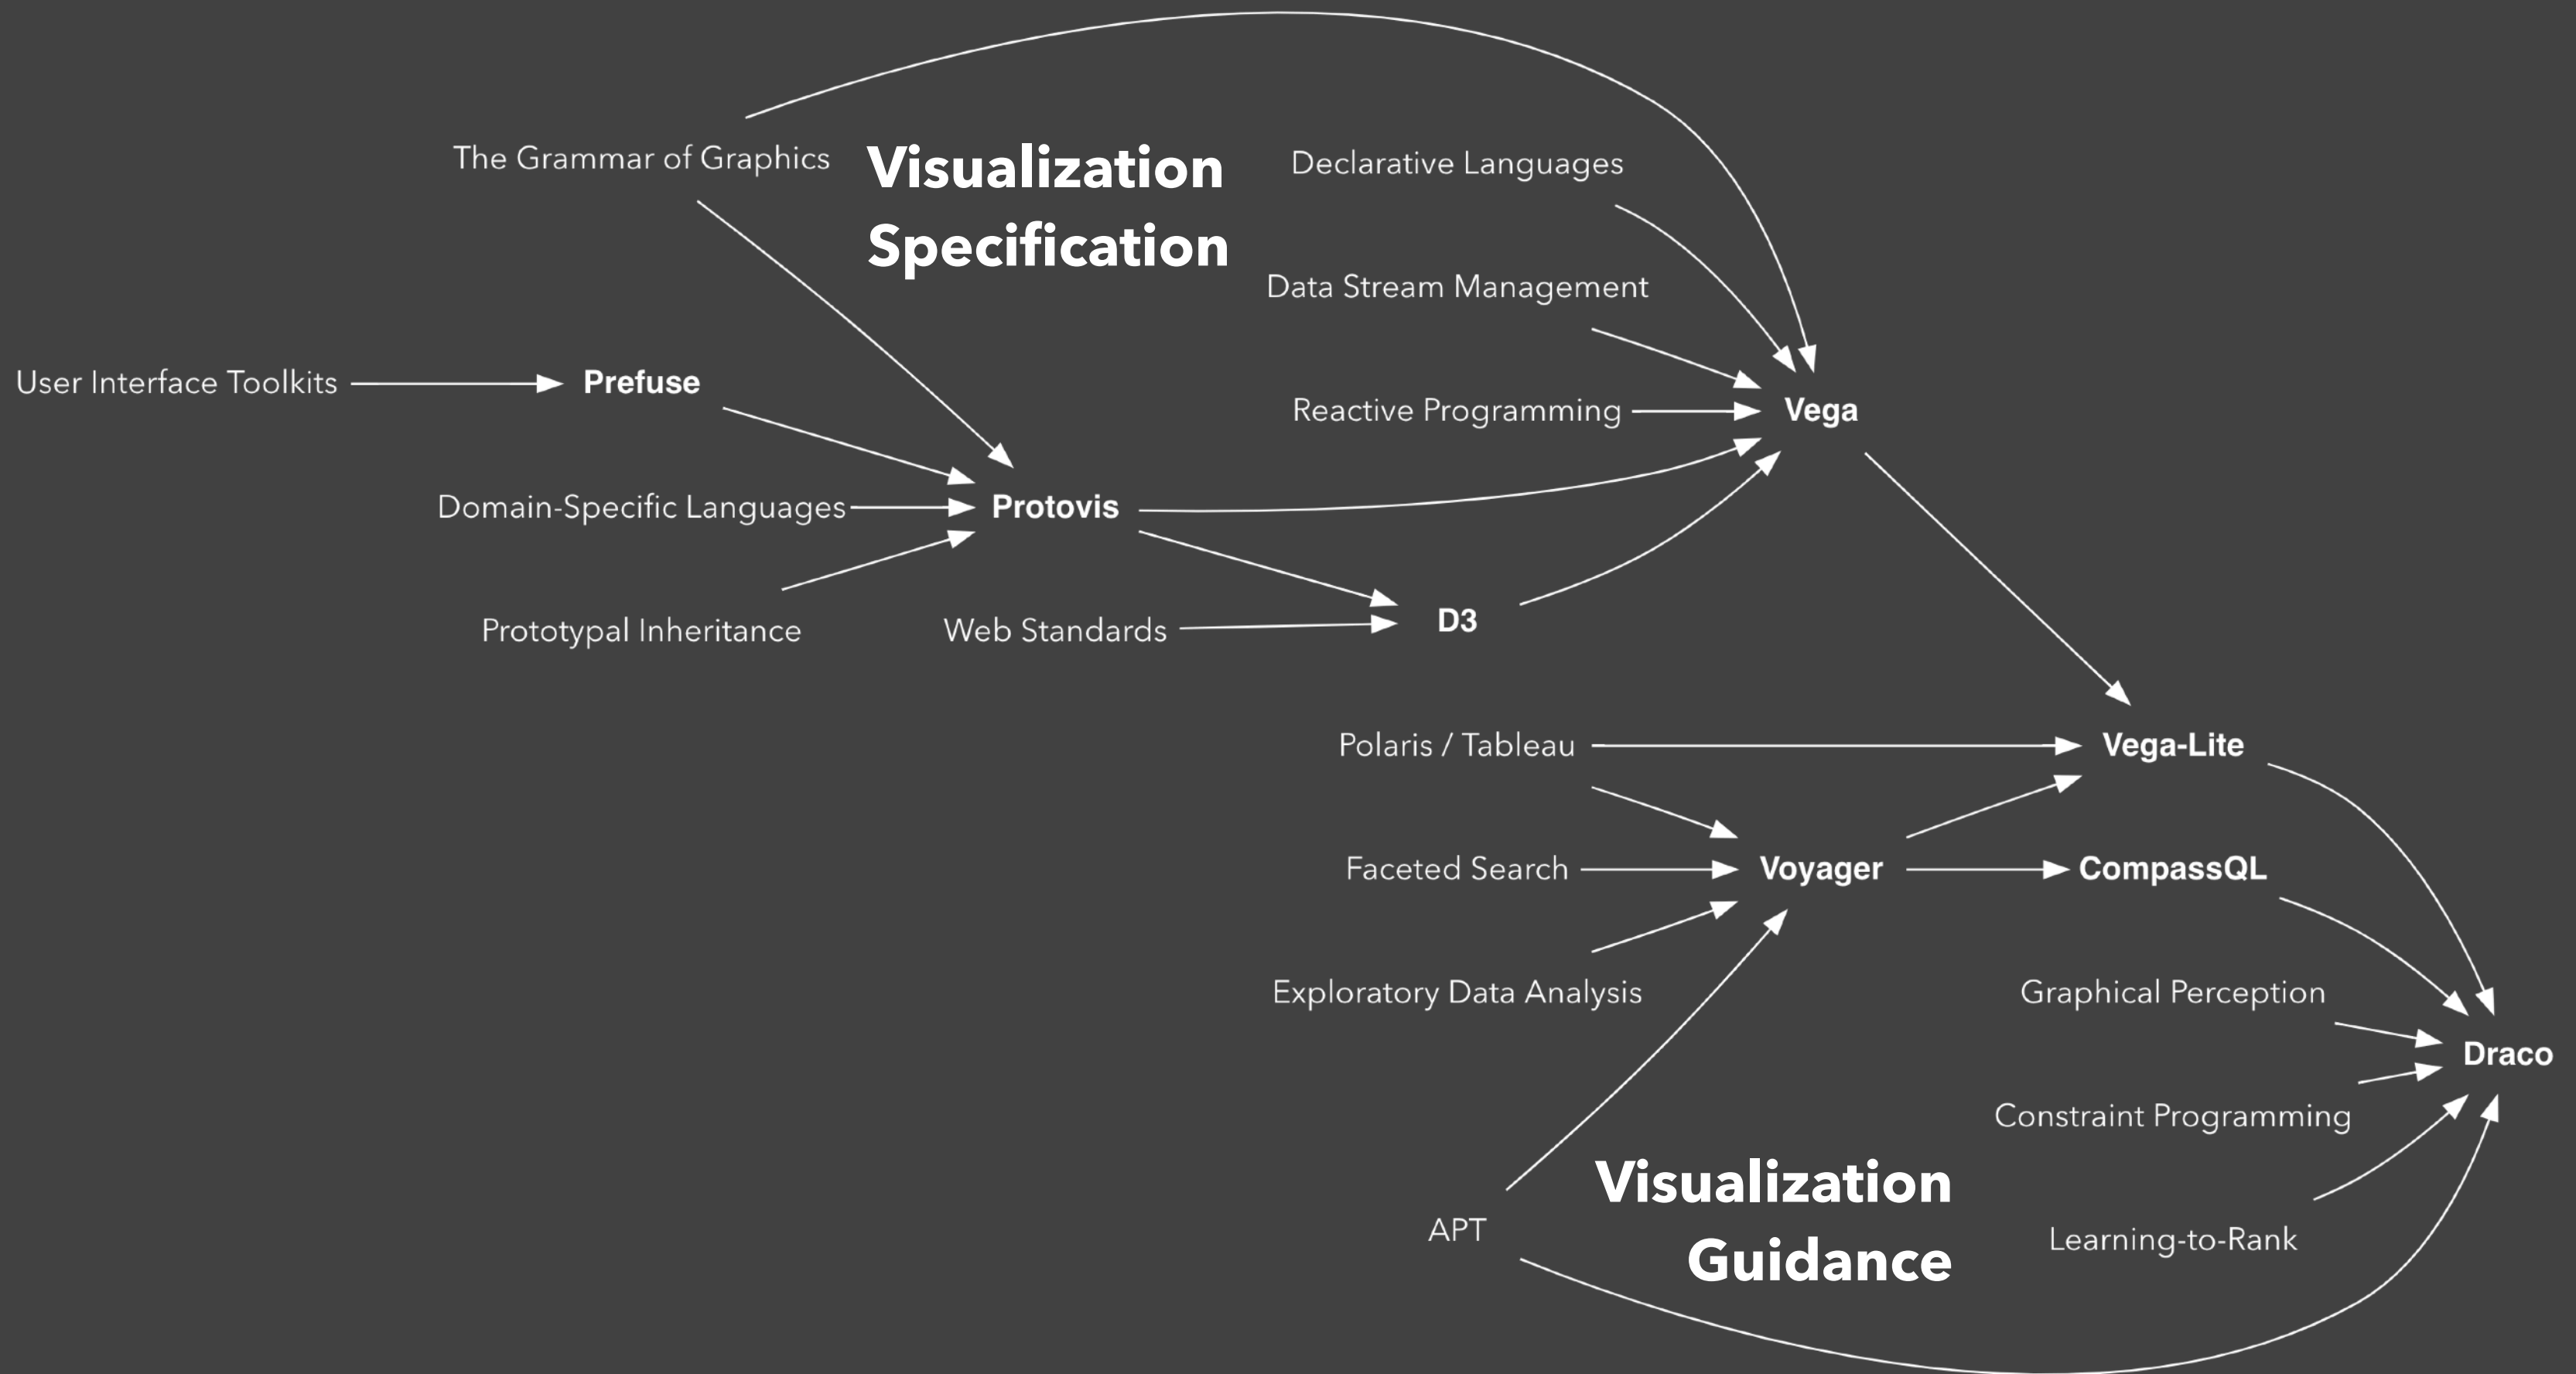 The Grammar of Graphics
Visualization
Specification
Declarative Languages
Data Stream Management
User Interface Toolkits
Prefuse
Reactive Programming
Vega
Domain-Specific Languages
Protovis
Prototypal Inheritance
Web Standards
D3
Polaris / Tableau
Vega-Lite
Faceted Search
Voyager
CompassQL
Exploratory Data Analysis
Graphical Perception
Draco
Constraint Programming
Visualization
Guidance
APT
Learning-to-Rank